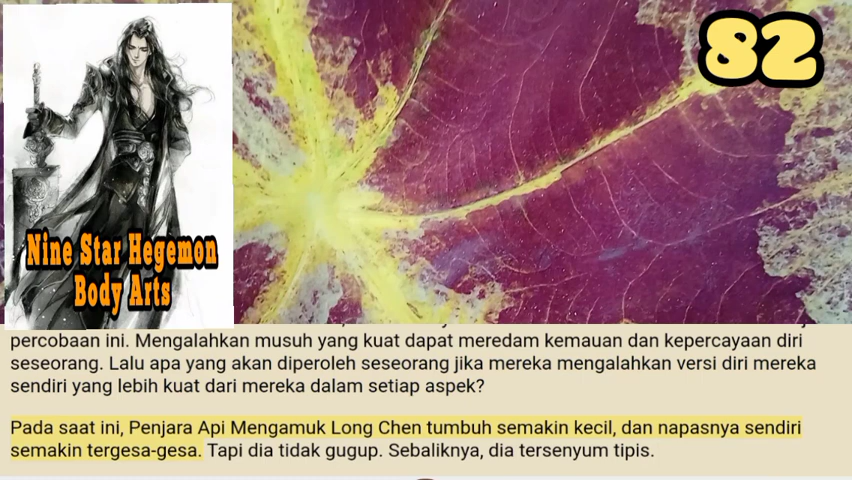 82
Nine Star Hegemon
Body Arts
percobaan ini. Mengalahkan musuh yang kuat dapat meredam kemauan dan kepercayaan diri
seseorang. Lalu apa yang akan diperoleh seseorang jika mereka mengalahkan versi diri mereka
sendiri yang lebih kuat dari mereka dalam setiap aspek?
Pada saat ini, Penjara Api Mengamuk Long Chen tumbuh semakin kecil, dan napasnya sendiri
semakin tergesa-gesa. Tapi dia tidak gugup. Sebaliknya, dia tersenyum tipis.